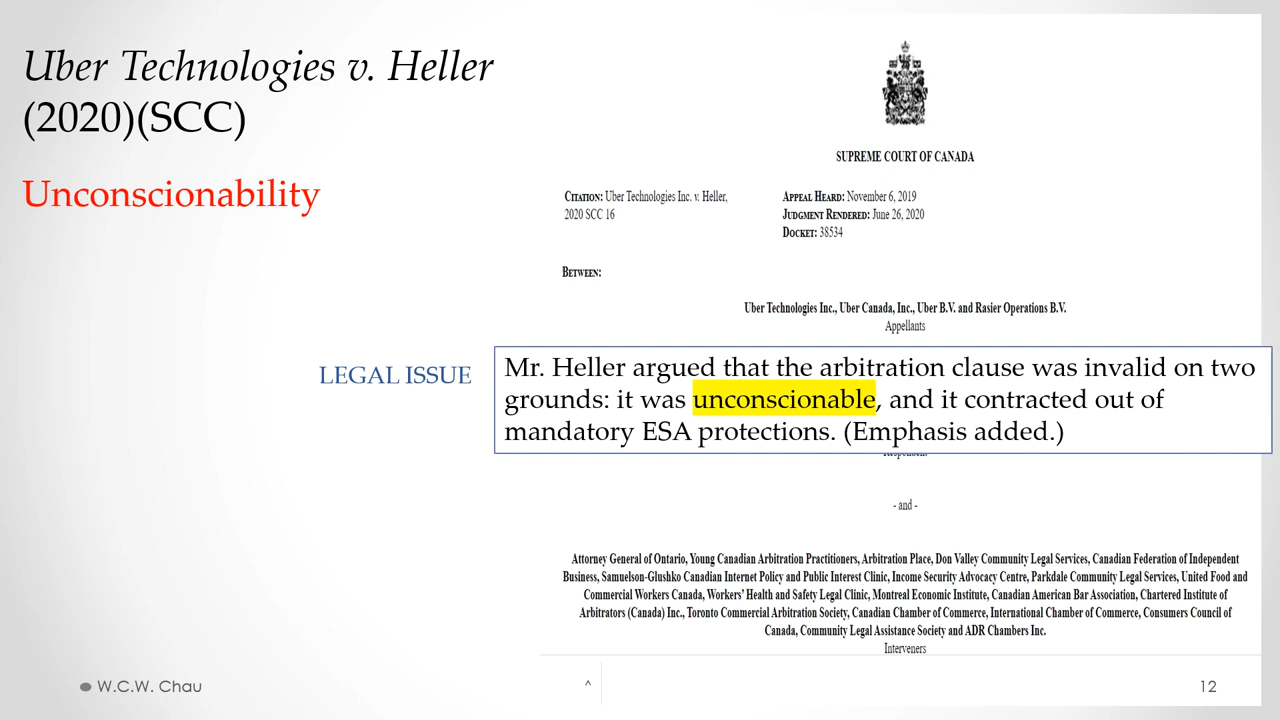 Uber Technologies v. Heller
(2020)(SCC)
Unconscionability
SUPREME COURT OF CANADA
CITATION: Uber Technologies Inc. v. Heller,
2020 SCC 16
APPEAL HEARD: November 6, 2019
JUDGMENT RENDERED: June 26, 2020
DOCKET: 38534
BETWEEN:
Uber Technologies Inc., Uber Canada, Inc., Uber B.V. and Rasier Operations B.V.
Appellants
LEGAL ISSUE
Mr. Heller argued that the arbitration clause was invalid on two
grounds: it was unconscionable, and it contracted out of
mandatory ESA protections. (Emphasis added.)
- and -
Attorney General of Ontario, Young Canadian Arbitration Practitioners, Arbitration Place, Don Valley Community Legal Services, Canadian Federation of Independent
Business, Samuelson-Glushko Canadian Internet Policy and Public Interest Clinic, Income Security Advocacy Centre, Parkdale Community Legal Services, United Food and
Commercial Workers Canada, Workers' Health and Safety Legal Clinic, Montreal Economic Institute, Canadian American Bar Association, Chartered Institute of
Arbitrators (Canada) Inc., Toronto Commercial Arbitration Society, Canadian Chamber of Commerce, International Chamber of Commerce, Consumers Council of
Canada, Community Legal Assistance Society and ADR Chambers Inc.
Interveners
W.C.W. Chau
^
12